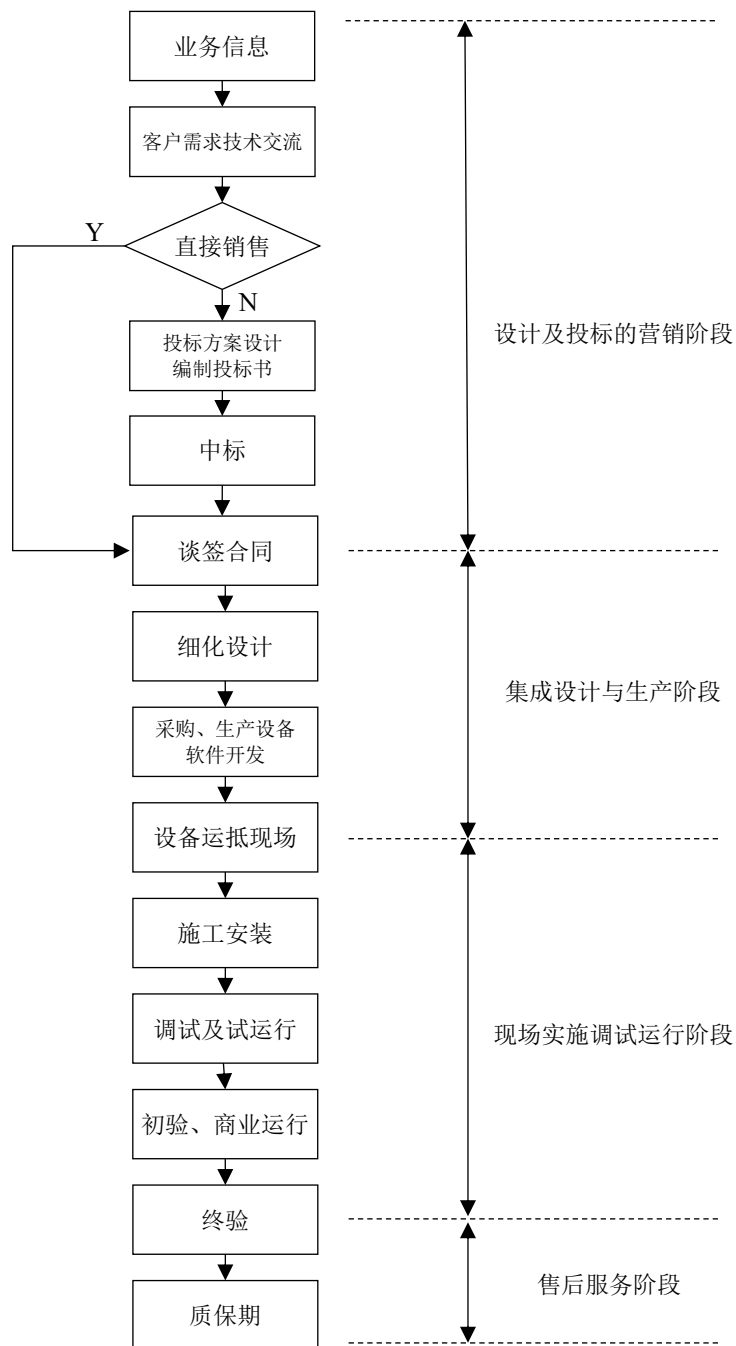 业务信息
客户需求技术交流
Y
直接销售
N
设计及投标的营销阶段
投标方案设计
编制投标书
中标
谈签合同
细化设计
集成设计与生产阶段
采购、生产设备
软件开发
设备运抵现场
施工安装
调试及试运行
现场实施调试运行阶段
初验、商业运行
终验
售后服务阶段
质保期